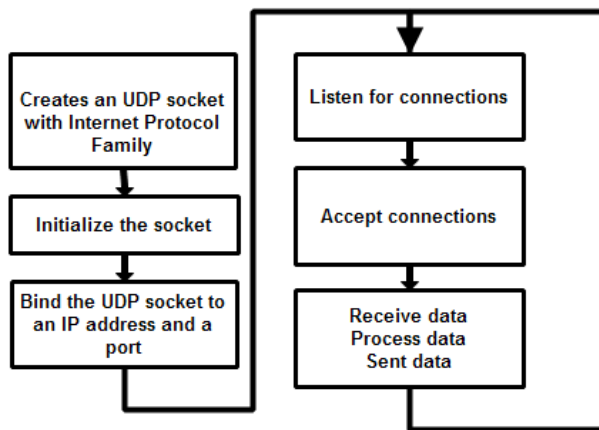 Creates an UDP socket
with Internet Protocol
Family
Initialize the socket
Bind the UDP socket to
an IP address and a
port
Listen for connections
Accept connections
Receive data
Process data
Sent data